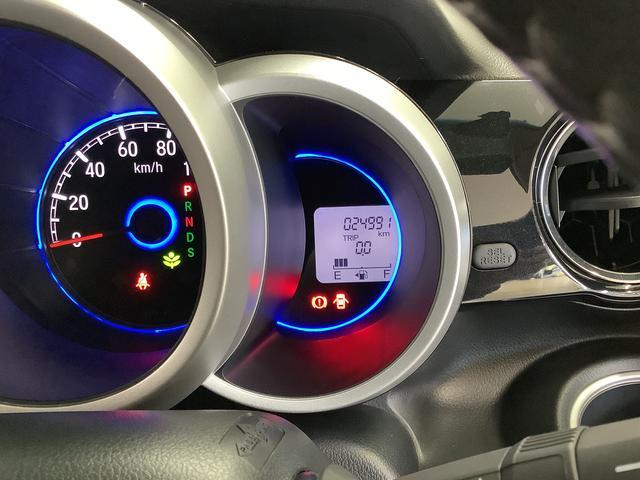 20
40
60
80
km/h
0
P
R
N
D
S
024991
km
TRIP
0.0
E F
SEL
RESET